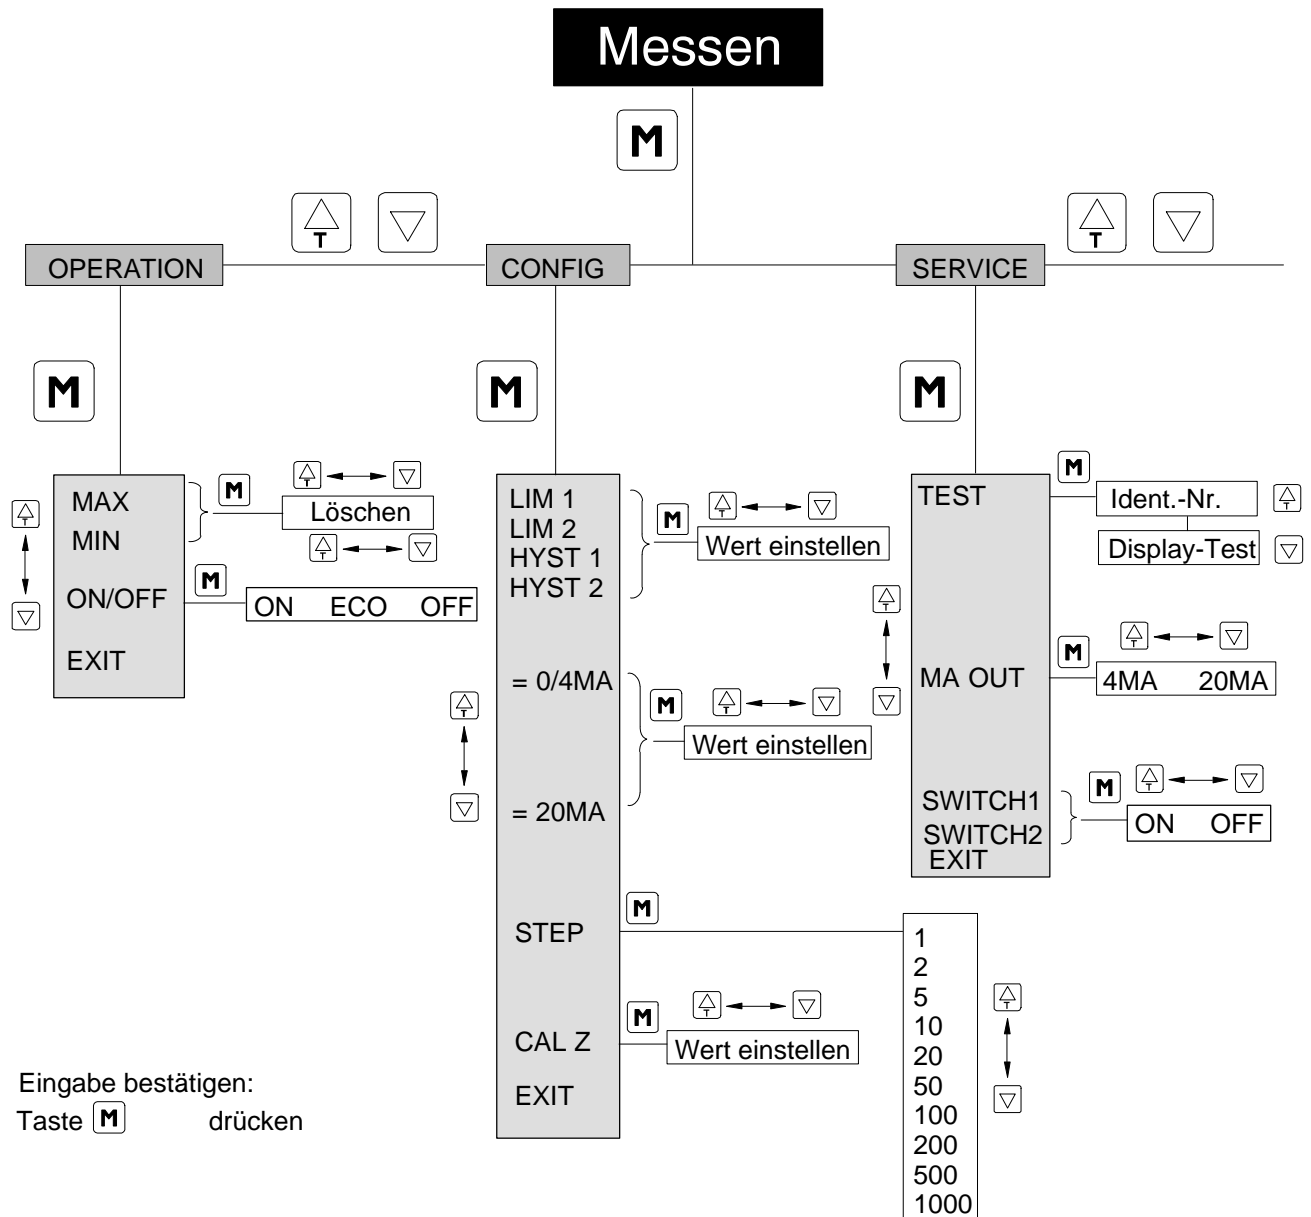 Messen
M
T
T
OPERATION
CONFIG
SERVICE
M
M
M
MAX
MIN
ON/OFF
EXIT
T
M
T
Löschen
T
M
ON ECO OFF
LIM 1
LIM 2
HYST 1
HYST 2
= 0/4MA
= 20MA
STEP
CAL Z
EXIT
T
M
T
Wert einstellen
M
T
Wert einstellen
M
1
2
5
10
20
50
100
200
500
1000
T
M
T
Wert einstellen
TEST
MA OUT
SWITCH1
SWITCH2
EXIT
T
M
Ident.-Nr.
T
Display-Test
M
T
4MA 20MA
M
T
ON OFF
Eingabe bestätigen:
Taste M drücken